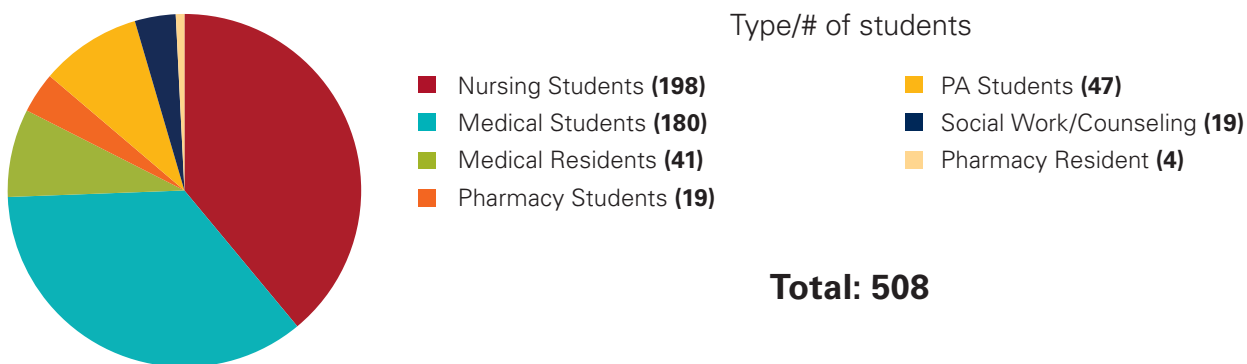 Type/# of students
Nursing Students (198)
Medical Students (180)
Medical Residents (41)
Pharmacy Students (19)
PA Students (47)
Social Work/Counseling (19)
Pharmacy Resident (4)
Total: 508